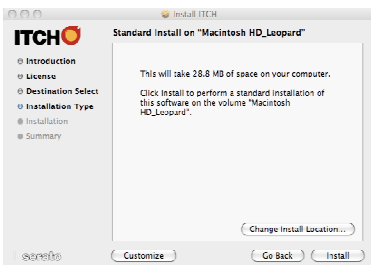 Install ITCH
ITCH
Standard Install on "Macintosh HD_Leopard"
Introduction
License
Destination Select
Installation Type
Installation
Summary
This will take 28.8 MB of space on your computer.
Click Install to perform a standard installation of
this software on the volume "Macintosh
HD_Leopard".
Change Install Location...
serato
Customize
Go Back
Install